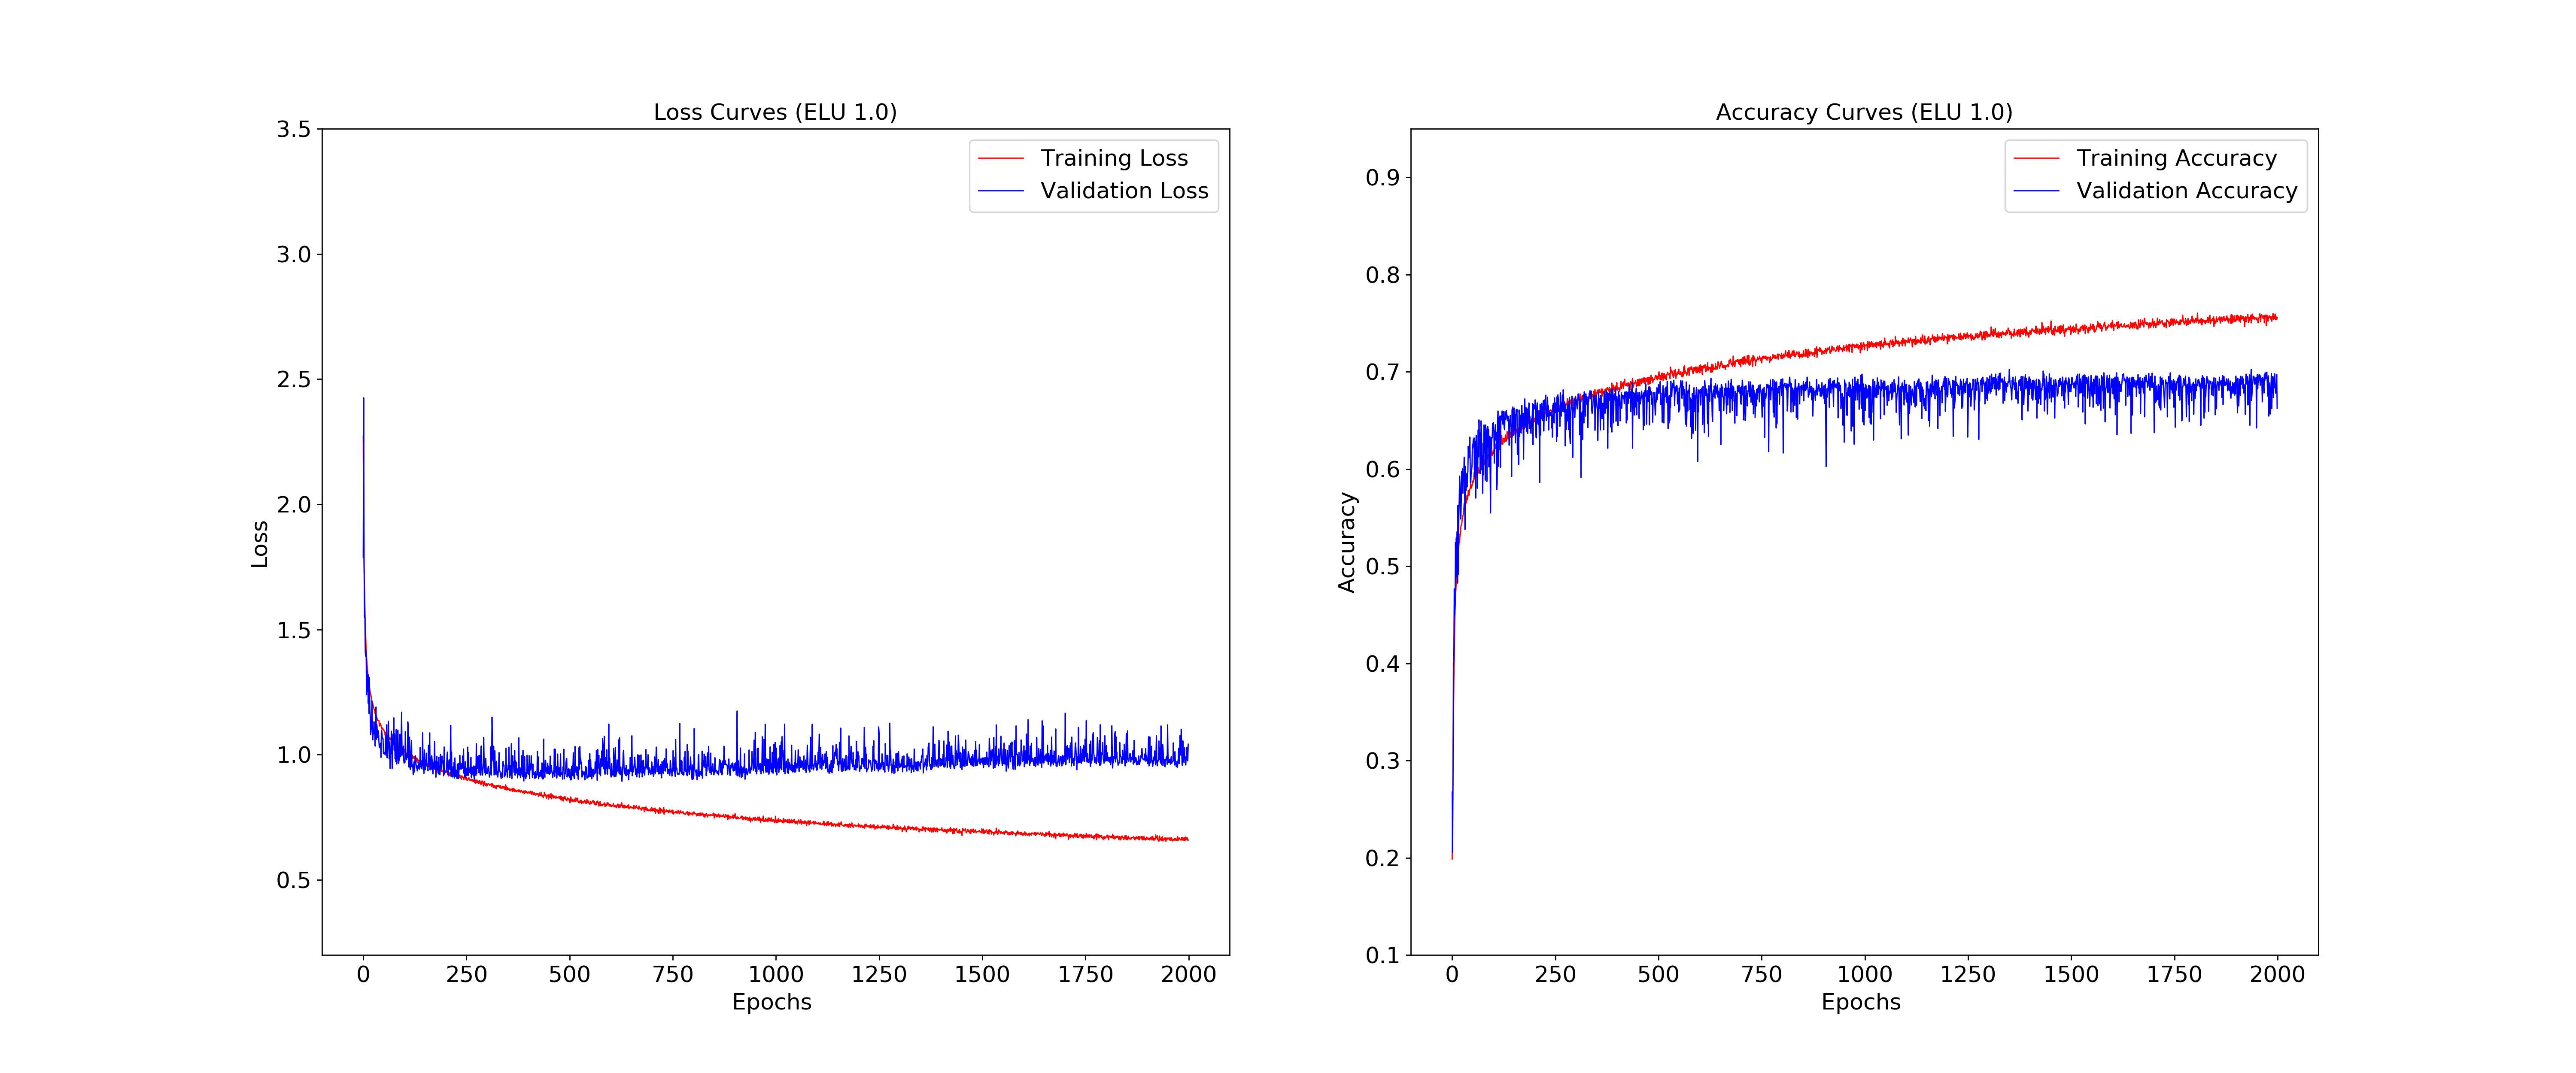 Loss Curves (ELU 1.0)
3.5
3.0
2.5
2.0
1.5
1.0
0.5
Loss
Training Loss
Validation Loss
0 250 500 750 1000 1250 1500 1750 2000
Epochs
Accuracy Curves (ELU 1.0)
0.9
0.8
0.7
0.6
0.5
0.4
0.3
0.2
0.1
Accuracy
Training Accuracy
Validation Accuracy
0 250 500 750 1000 1250 1500 1750 2000
Epochs